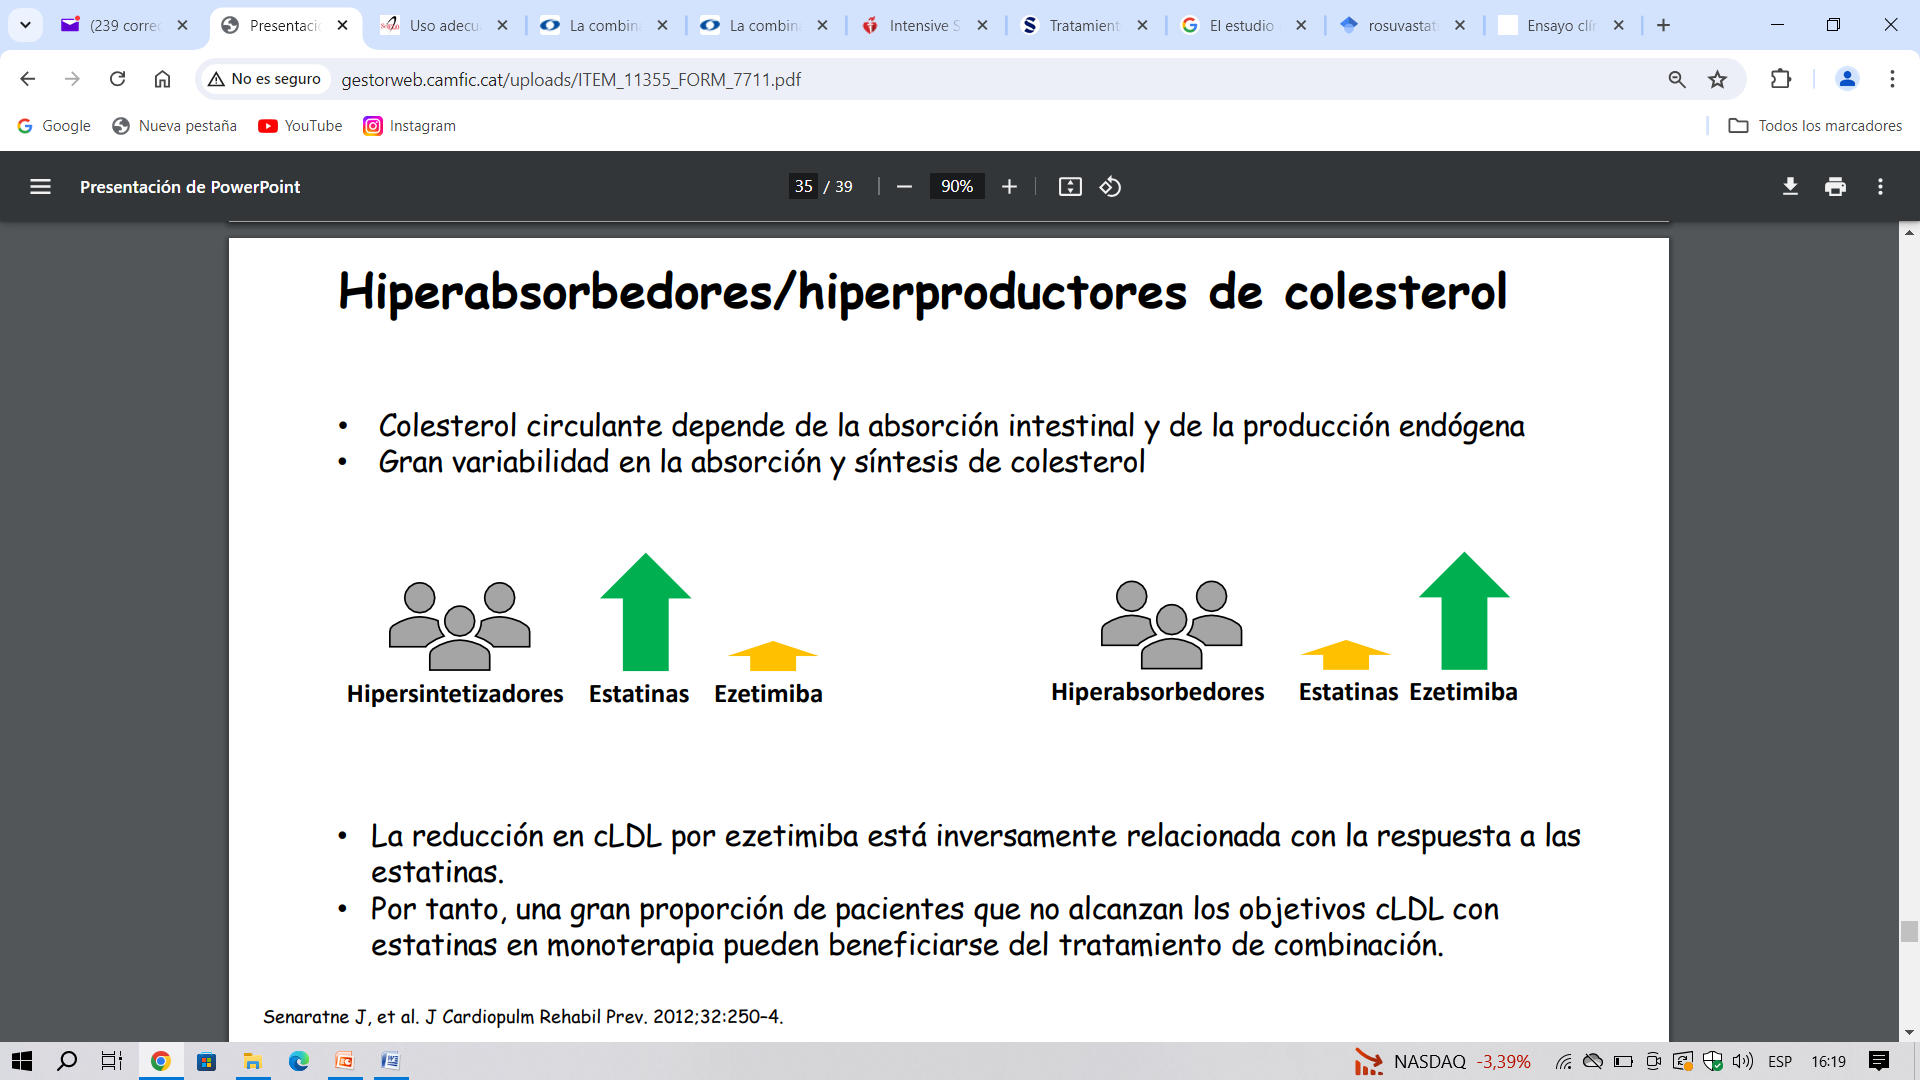 (239 correc
Presentació
Uso adecua
La combina
La combina
Intensive S
Tratamient
El estudio
rosuvastat
Ensayo clín
No es seguro
gestorweb.camfic.cat/uploads/ITEM_11355_FORM_7711.pdf
Google
Nueva pestaña
YouTube
Instagram
Todos los marcadores
Presentación de PowerPoint
35 / 39
90%
Hiperabsorbedores/hiperproductores de colesterol
• Colesterol circulante depende de la absorción intestinal y de la producción endógena
• Gran variabilidad en la absorción y síntesis de colesterol
Hipersintetizadores Estatinas Ezetimiba
Hiperabsorbedores Estatinas Ezetimiba
• La reducción en cLDL por ezetimiba está inversamente relacionada con la respuesta a las
estatinas.
• Por tanto, una gran proporción de pacientes que no alcanzan los objetivos cLDL con
estatinas en monoterapia pueden beneficiarse del tratamiento de combinación.
Senaratne J, et al. J Cardiopulm Rehabil Prev. 2012;32:250–4.
NASDAQ -3,39%
ESP
16:19